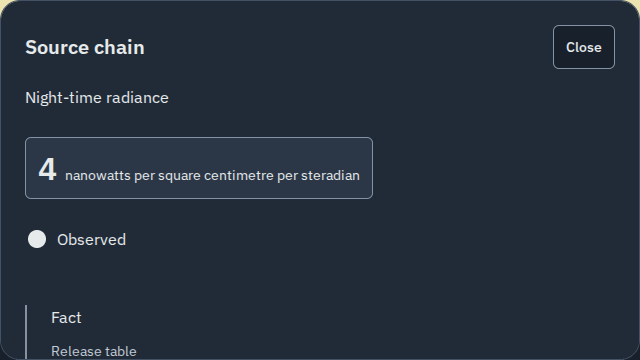 Source chain
Close
Night-time radiance
4 nanowatts per square centimetre per steradian
Observed
Fact
Release table